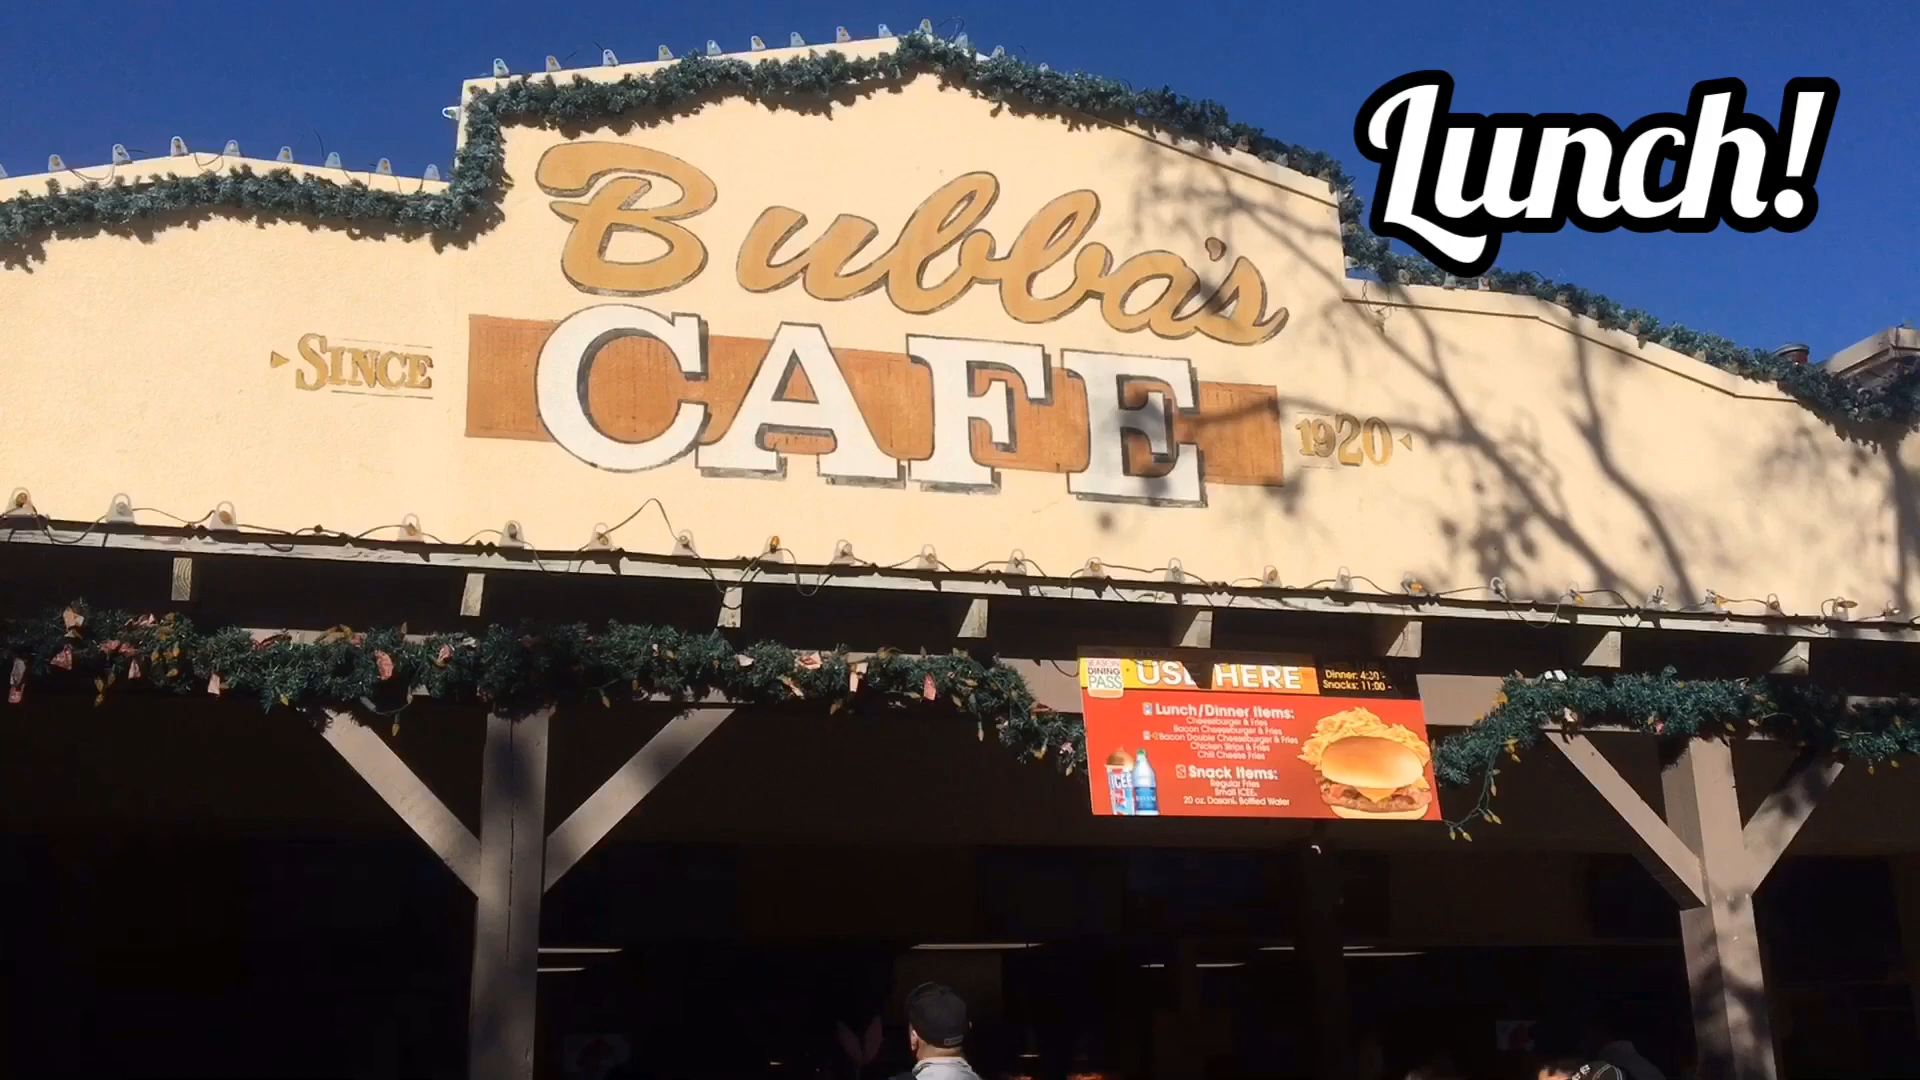 Lunch!
Bubba's
SINCE
CAFE
1920
SEASON
DINING
PASS
USE HERE
Dinner: 4:30 -
Snacks: 11:00 -
Lunch/Dinner Items:
Cheeseburger & Fries
Bacon Cheeseburger & Fries
Bacon Double Cheeseburger & Fries
Chicken Strips & Fries
Chili Cheese Fries
Snack Items:
Regular Fries
Small ICEE
20 oz. Dasani Bottled Water
ICEE